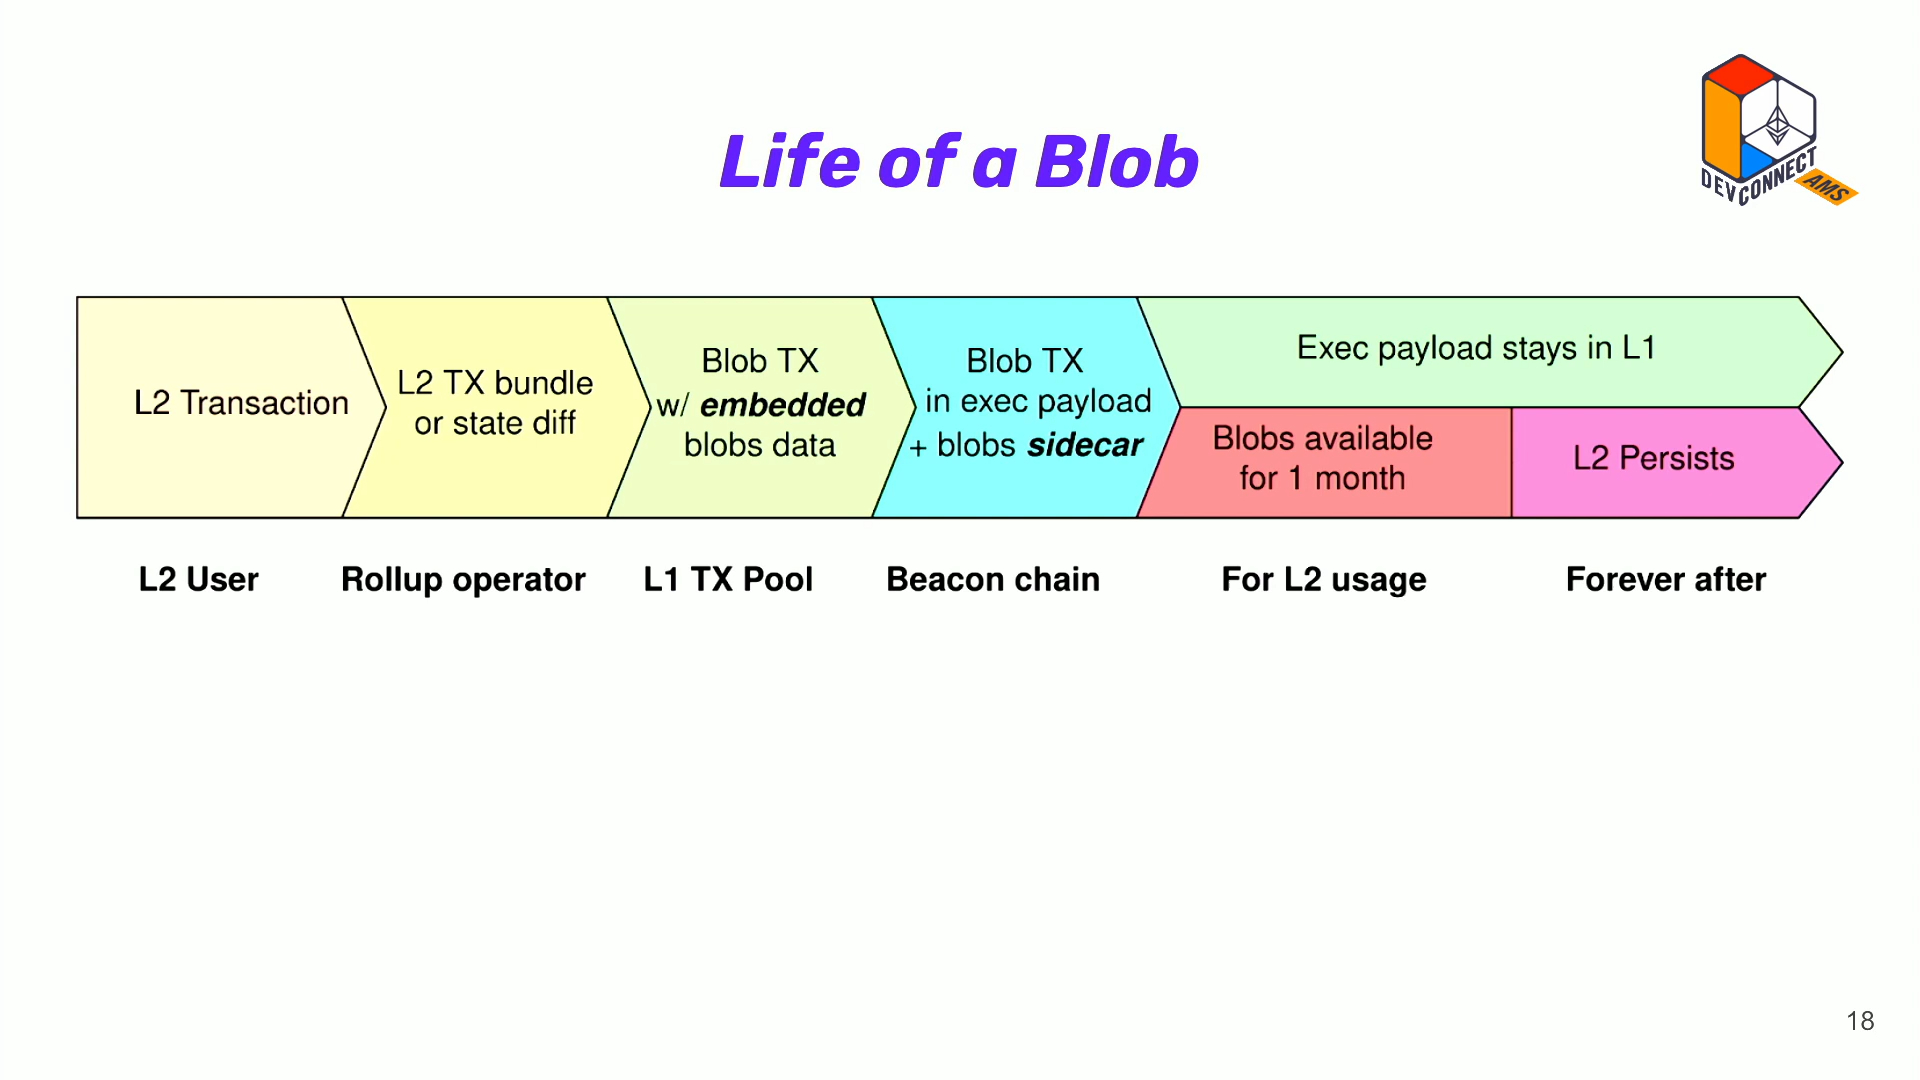 Life of a Blob
DEVCONNECT
AMS
L2 Transaction
L2 TX bundle
or state diff
Blob TX
w/ embedded
blobs data
Blob TX
in exec payload
+ blobs sidecar
Exec payload stays in L1
Blobs available
for 1 month
L2 Persists
L2 User
Rollup operator
L1 TX Pool
Beacon chain
For L2 usage
Forever after
18